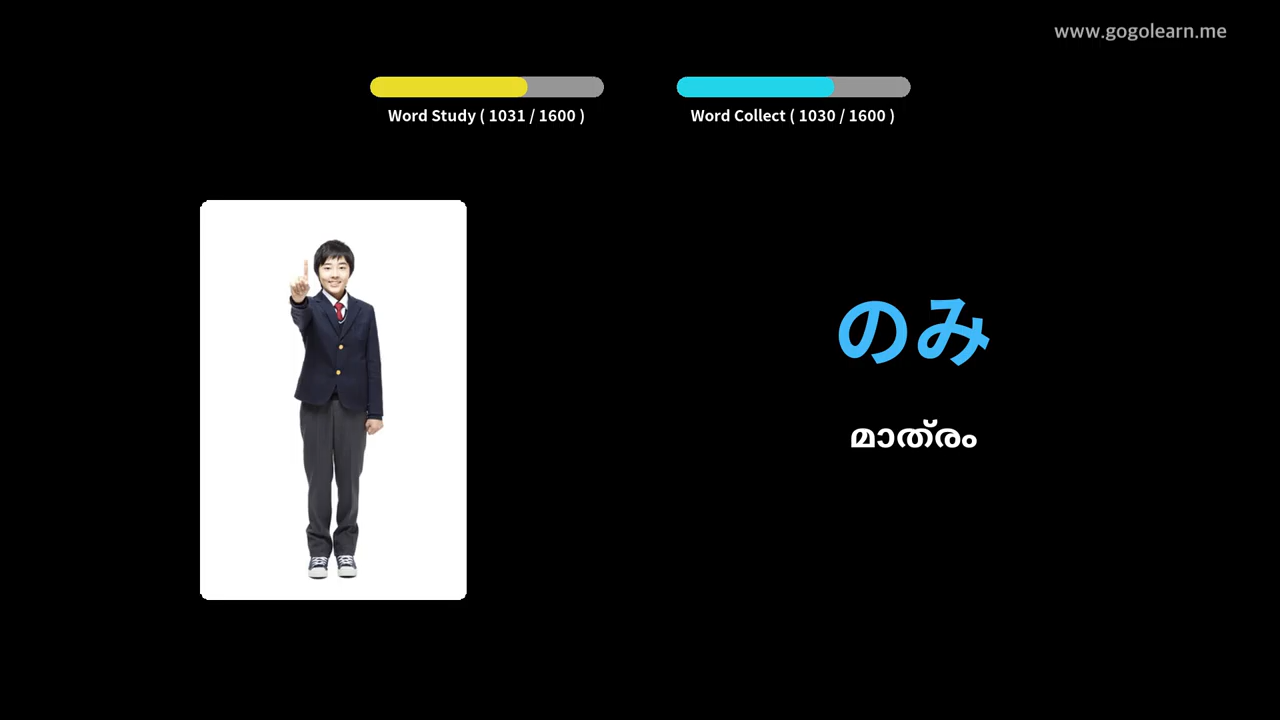 www.gogolearn.me
Word Study ( 1031 / 1600 )
Word Collect ( 1030 / 1600 )
のみ
മാത്രം